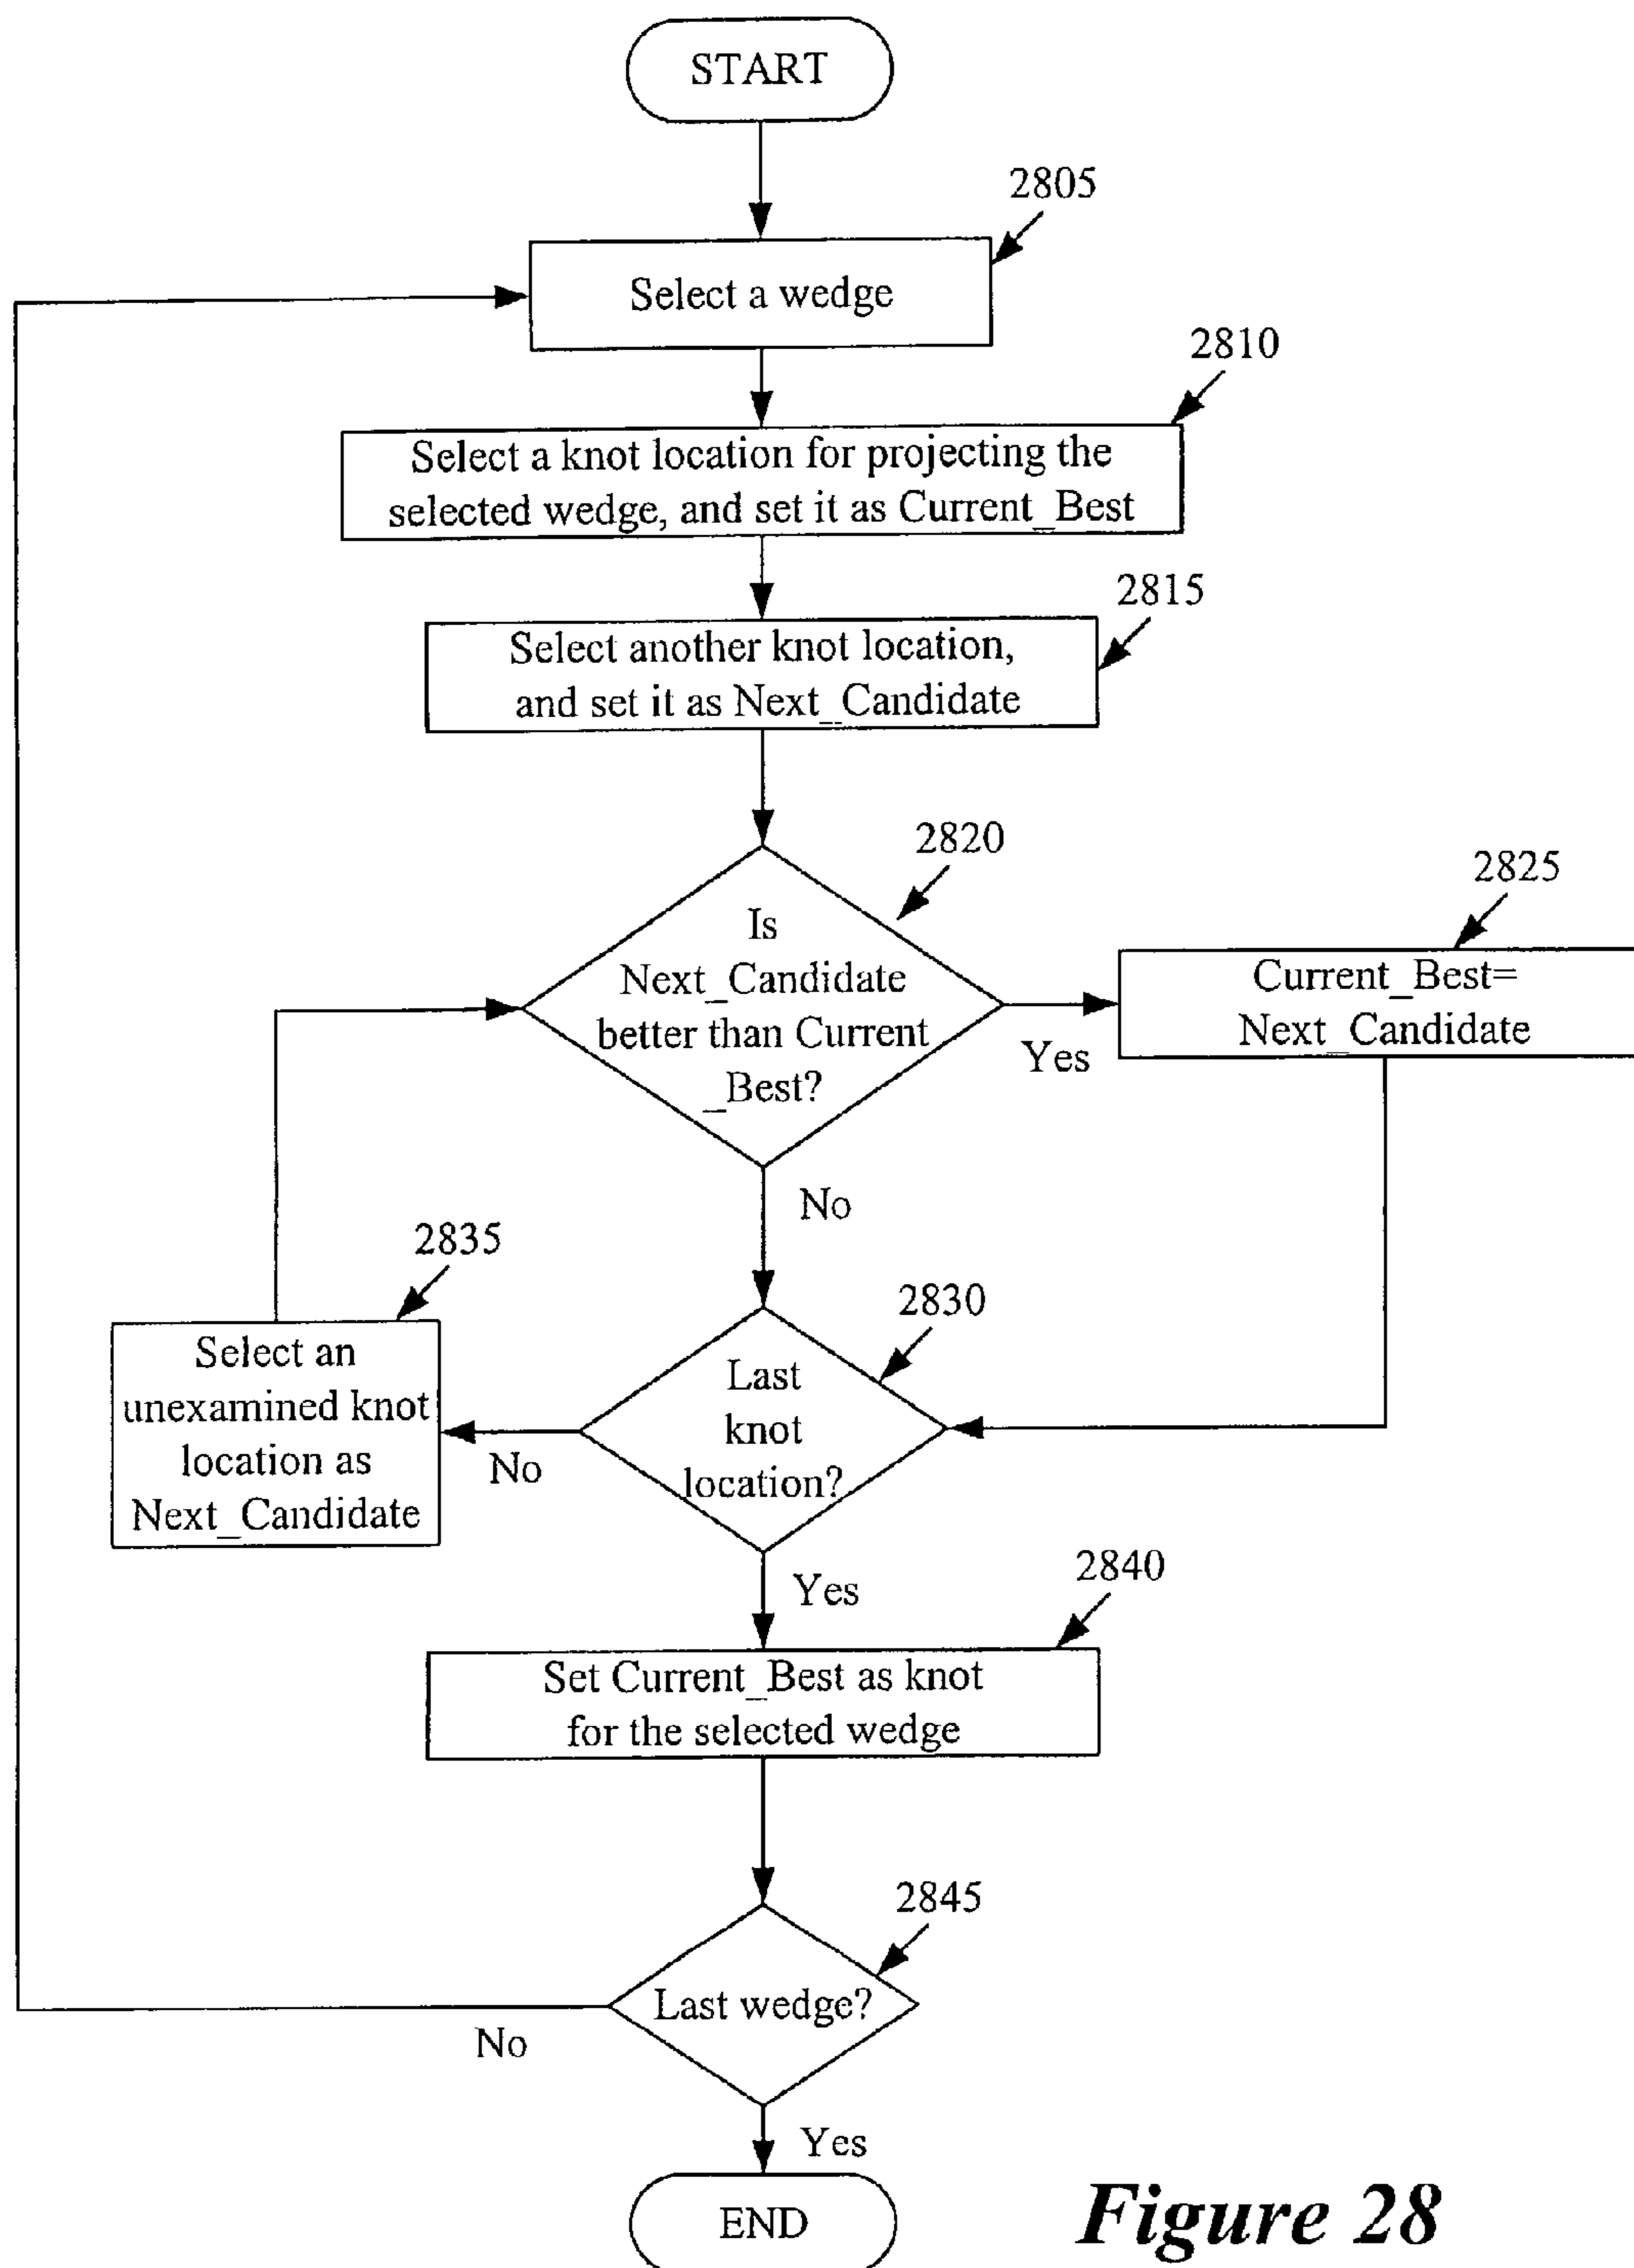 START
2805
Select a wedge
2810
Select a knot location for projecting the
selected wedge, and set it as Current_Best
2815
Select another knot location,
and set it as Next_Candidate
2820
Is
Next_Candidate
better than Current
_Best?
Yes
2825
Current_Best=
Next_Candidate
No
2835
Select an
unexamined knot
location as
Next_Candidate
2830
Last
knot
location?
No
Yes
2840
Set Current_Best as knot
for the selected wedge
2845
Last wedge?
No
Yes
END
Figure 28